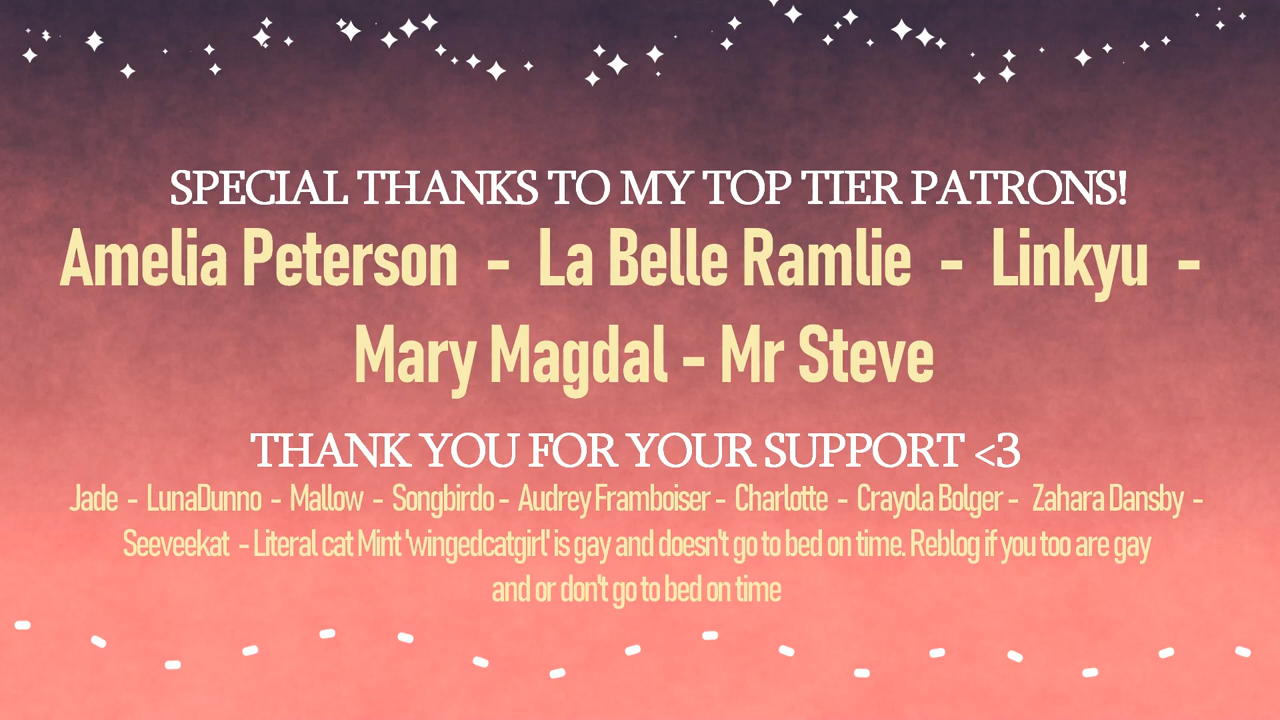 SPECIAL THANKS TO MY TOP TIER PATRONS!
Amelia Peterson - La Belle Ramlie - Linkyu -
Mary Magdal - Mr Steve
THANK YOU FOR YOUR SUPPORT <3
Jade - LunaDunno - Mallow - Songbirdo - Audrey Framboiser - Charlotte - Crayola Bolger - Zahara Dansby -
Seeveekat - Literal cat Mint 'wingedcatgirl' is gay and doesn't go to bed on time. Reblog if you too are gay
and or don't go to bed on time